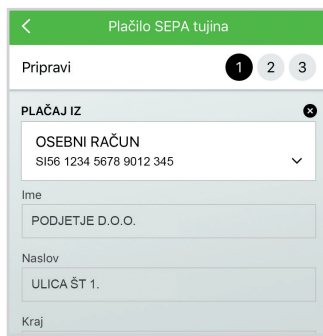 Plačilo SEPA tujina
Pripravi 1 2 3
PLAČAJ IZ
OSEBNI RAČUN
SI56 1234 5678 9012 345
Ime
PODJETJE D.O.O.
Naslov
ULICA ŠT 1.
Kraj